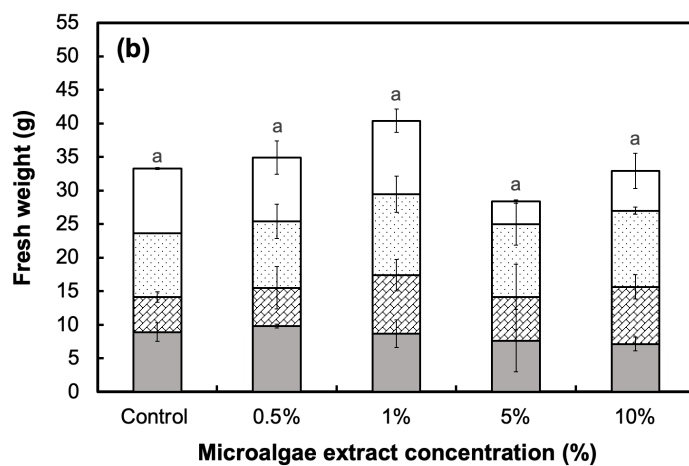 (b)
Fresh weight (g)
55
50
45
40
35
30
25
20
15
10
5
0
a
a
a
a
a
Control
0.5%
1%
5%
10%
Microalgae extract concentration (%)